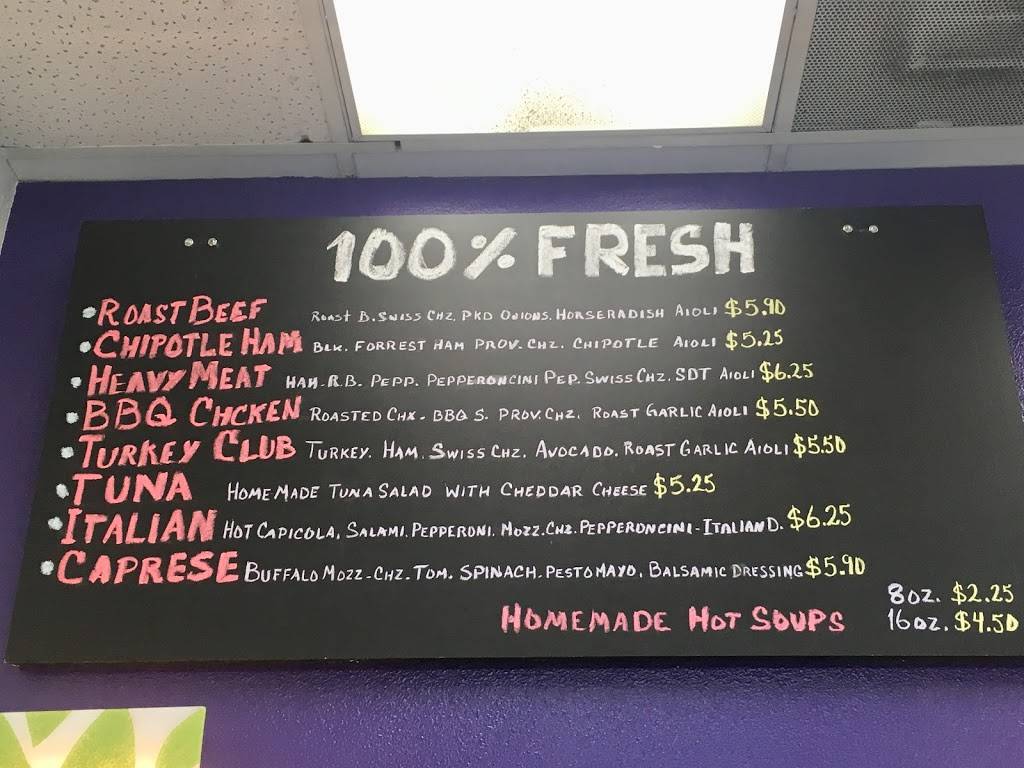 100% FRESH
ROAST BEEF ROAST B. SWISS CHZ. PKD ONIONS. HORSERADISH AIOLI $5.90
CHIPOTLE HAM BLK. FORREST HAM PROV. CHZ. CHIPOTLE AIOLI $5.25
HEAVY MEAT HAM. R.B. PEPP. PEPPERONCINI PEP. SWISS CHZ. SDT AIOLI $6.25
BBQ CHCKEN ROASTED CHX - BBQ S. PROV. CHZ. ROAST GARLIC AIOLI $5.50
TURKEY CLUB TURKEY. HAM. SWISS CHZ. AVOCADO. ROAST GARLIC AIOLI $5.50
TUNA HOMEMADE TUNA SALAD WITH CHEDDAR CHEESE $5.25
ITALIAN HOT CAPICOLA, SALAMI. PEPPERONI. MOZZ. CHZ. PEPPERONCINI - ITALIAN D. $6.25
CAPRESE BUFFALO MOZZ - CHZ. TOM. SPINACH. PESTO MAYO. BALSAMIC DRESSING $5.90
8 OZ. $2.25
HOMEMADE HOT SOUPS 16 OZ. $4.50